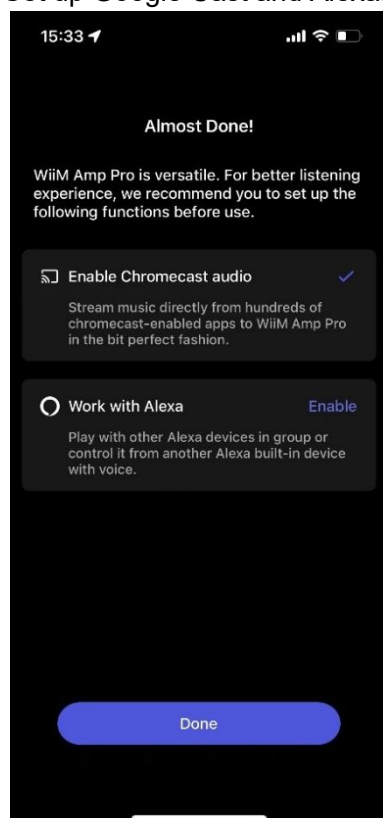 Set up Google Cast and Alexa
15:33
Almost Done!
WiiM Amp Pro is versatile. For better listening
experience, we recommend you to set up the
following functions before use.
Enable Chromecast audio
Stream music directly from hundreds of
chromecast-enabled apps to WiiM Amp Pro
in the bit perfect fashion.
Work with Alexa
Enable
Play with other Alexa devices in group or
control it from another Alexa built-in device
with voice.
Done